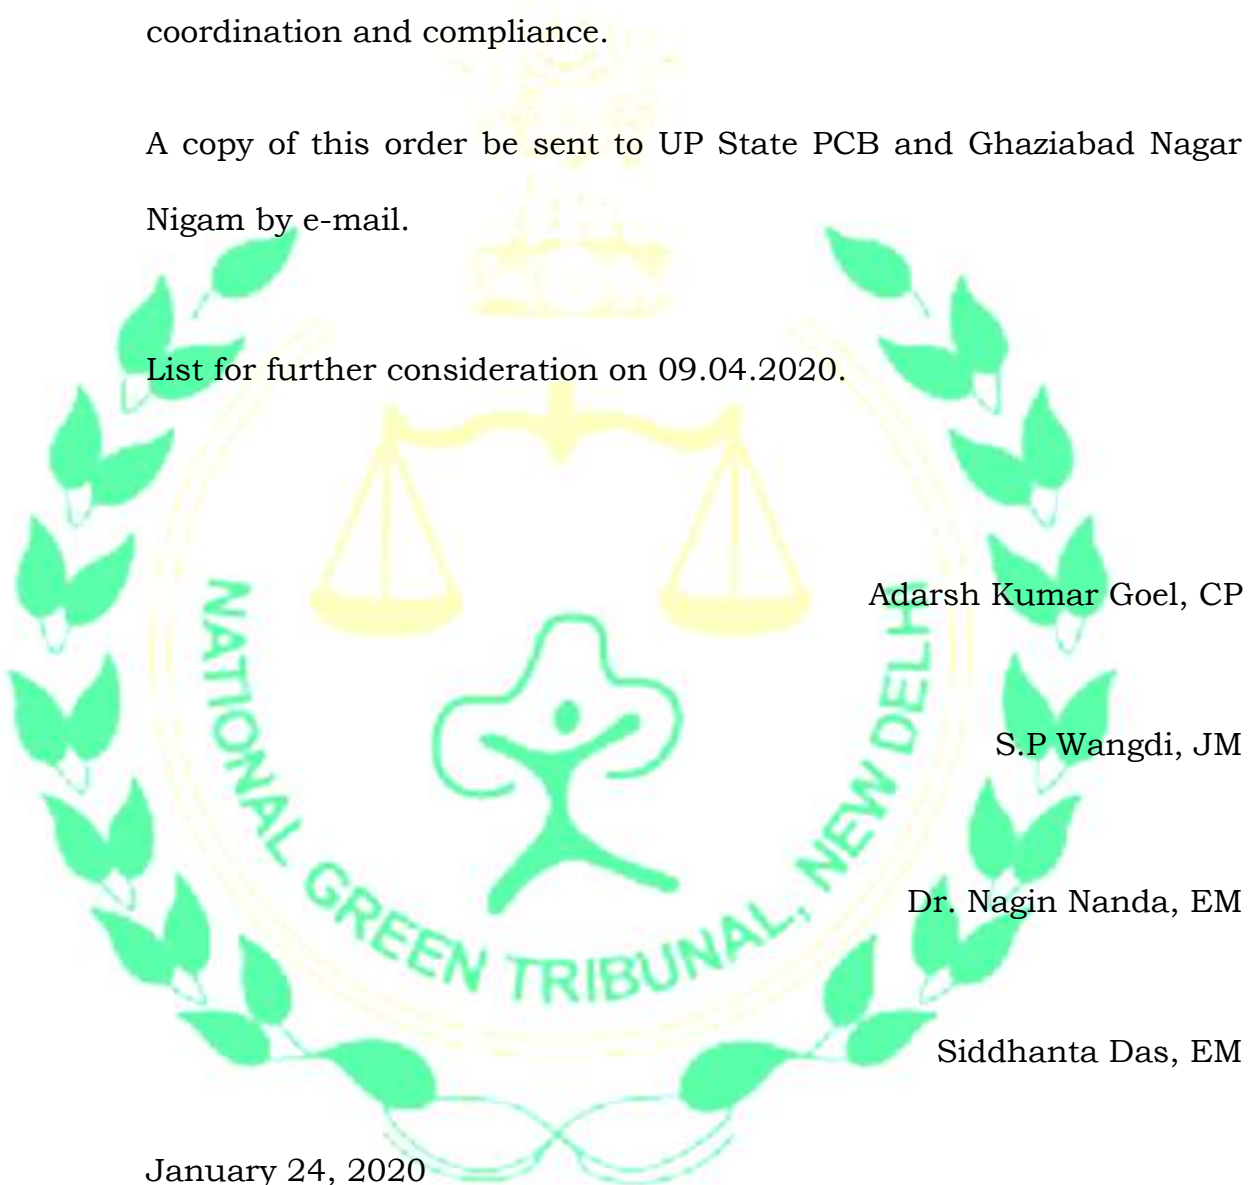 coordination and compliance.
A copy of this order be sent to UP State PCB and Ghaziabad Nagar
Nigam by e-mail.
List for further consideration on 09.04.2020.
Adarsh Kumar Goel, CP
S.P Wangdi, JM
Dr. Nagin Nanda, EM
Siddhanta Das, EM
January 24, 2020
NATIONAL GREEN TRIBUNAL, NEW DELHI